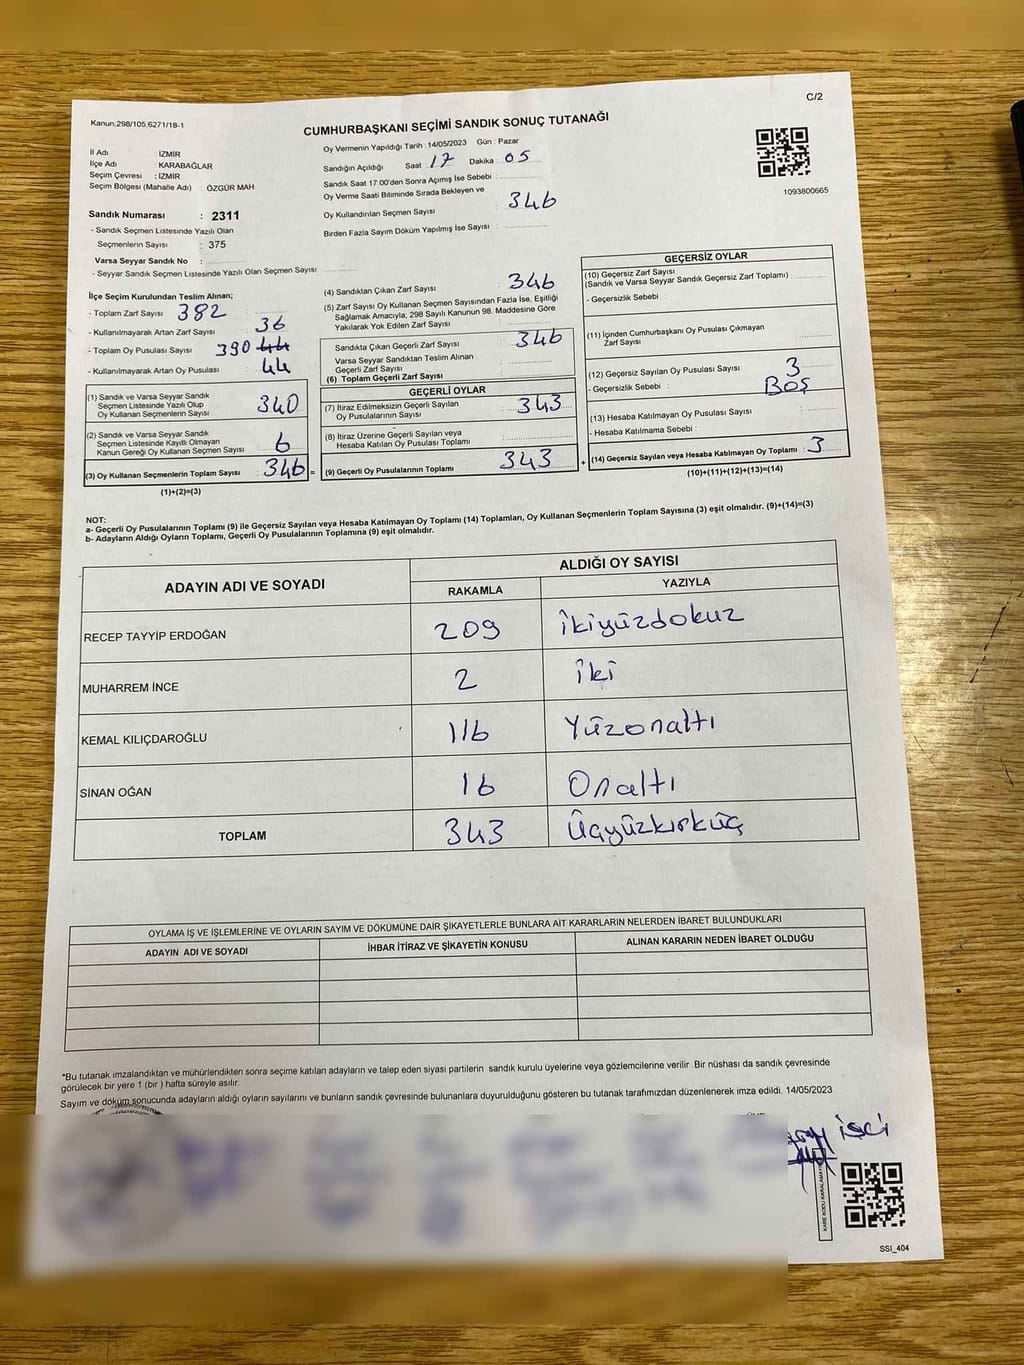 C/2
Kanun:298/105,6271/18-1
CUMHURBAŞKANI SEÇİMİ SANDIK SONUÇ TUTANAĞI
İl Adı : İZMİR
İlçe Adı : KARABAĞLAR
Seçim Çevresi : İZMİR
Seçim Bölgesi (Mahalle Adı) : ÖZGÜR MAH
Sandık Numarası : 2311
- Sandık Seçmen Listesinde Yazılı Olan
Seçmenlerin Sayısı : 375
Varsa Seyyar Sandık No :
- Seyyar Sandık Seçmen Listesinde Yazılı Olan Seçmen Sayısı:
Oy Vermenin Yapıldığı Tarih : 14/05/2023 Gün : Pazar
Sandığın Açıldığı Saat : 17 Dakika : 05
Sandık Saat 17:00'den Sonra Açımış İse Sebebi :
Oy Verme Saati Bitiminde Sırada Bekleyen ve
Oy Kullandırılan Seçmen Sayısı : 346
Birden Fazla Sayım Döküm Yapılmış İse Sayısı :
1093800665
İlçe Seçim Kurulundan Teslim Alınan;
- Toplam Zarf Sayısı 382
- Kullanılmayarak Artan Zarf Sayısı 36
- Toplam Oy Pusulası Sayısı 390 44
- Kullanılmayarak Artan Oy Pusulası 44
(1) Sandık ve Varsa Seyyar Sandık
Seçmen Listesinde Yazılı Olup
Oy Kullanan Seçmenlerin Sayısı : 340
(2) Sandık ve Varsa Seyyar Sandık
Seçmen Listesinde Kayıtlı Olmayan
Kanun Gereği Oy Kullanan Seçmen Sayısı : 6
(3) Oy Kullanan Seçmenlerin Toplam Sayısı : 346 =
(1)+(2)=(3)
(4) Sandıktan Çıkan Zarf Sayısı : 346
(5) Zarf Sayısı Oy Kullanan Seçmen Sayısından Fazla İse, Eşitliği
Sağlamak Amacıyla; 298 Sayılı Kanunun 98. Maddesine Göre
Yakılarak Yok Edilen Zarf Sayısı :
Sandıkta Çıkan Geçerli Zarf Sayısı : 346
Varsa Seyyar Sandıktan Teslim Alınan
Geçerli Zarf Sayısı :
(6) Toplam Geçerli Zarf Sayısı
GEÇERLİ OYLAR
(7) İtiraz Edilmeksizin Geçerli Sayılan
Oy Pusulalarının Sayısı : 343
(8) İtiraz Üzerine Geçerli Sayılan veya
Hesaba Katılan Oy Pusulası Toplamı :
(9) Geçerli Oy Pusulalarının Toplamı 343 +
GEÇERSİZ OYLAR
(10) Geçersiz Zarf Sayısı
(Sandık ve Varsa Seyyar Sandık Geçersiz Zarf Toplamı) :
- Geçersizlik Sebebi :
(11) İçinden Cumhurbaşkanı Oy Pusulası Çıkmayan
Zarf Sayısı :
(12) Geçersiz Sayılan Oy Pusulası Sayısı : 3
- Geçersizlik Sebebi : BOŞ
(13) Hesaba Katılmayan Oy Pusulası Sayısı :
- Hesaba Katılmama Sebebi :
(14) Geçersiz Sayılan veya Hesaba Katılmayan Oy Toplamı : 3
(10)+(11)+(12)+(13)=(14)
NOT:
a- Geçerli Oy Pusulalarının Toplamı (9) ile Geçersiz Sayılan veya Hesaba Katılmayan Oy Toplamı (14) Toplamları, Oy Kullanan Seçmenlerin Toplam Sayısına (3) eşit olmalıdır. (9)+(14)=(3)
b- Adayların Aldığı Oyların Toplamı, Geçerli Oy Pusulalarının Toplamına (9) eşit olmalıdır.
ADAYIN ADI VE SOYADI ALDIĞI OY SAYISI
RAKAMLA YAZIYLA
RECEP TAYYİP ERDOĞAN 209 ikiyüzdokuz
MUHARREM İNCE 2 iki
KEMAL KILIÇDAROĞLU 116 Yüzonaltı
SİNAN OĞAN 16 Onaltı
TOPLAM 343 Üçyüzkırküç
OYLAMA İŞ VE İŞLEMLERİNE VE OYLARIN SAYIM VE DÖKÜMÜNE DAİR ŞİKAYETLERLE BUNLARA AİT KARARLARIN NELERDEN İBARET BULUNDUKLARI
ADAYIN ADI VE SOYADI İHBAR İTİRAZ VE ŞİKAYETİN KONUSU ALINAN KARARIN NEDEN İBARET OLDUĞU
*Bu tutanak imzalandıktan ve mühürlendikten sonra seçime katılan adayların ve talep eden siyasi partilerin sandık kurulu üyelerine veya gözlemcilerine verilir. Bir nüshası da sandık çevresinde
görülecek bir yere 1 (bir ) hafta süreyle asılır.
Sayım ve döküm sonucunda adayların aldığı oyların sayılarını ve bunların sandık çevresinde bulunanlara duyurulduğunu gösteren bu tutanak tarafımızdan düzenlenerek imza edildi. 14/05/2023
işçi
SSİ_404